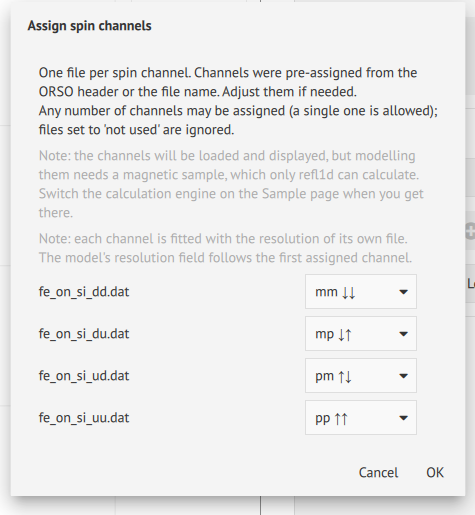 Assign spin channels
One file per spin channel. Channels were pre-assigned from the
ORSO header or the file name. Adjust them if needed.
Any number of channels may be assigned (a single one is allowed);
files set to 'not used' are ignored.
Note: the channels will be loaded and displayed, but modelling
them needs a magnetic sample, which only refl1d can calculate.
Switch the calculation engine on the Sample page when you get
there.
Note: each channel is fitted with the resolution of its own file.
The model's resolution field follows the first assigned channel.
fe_on_si_dd.dat mm ↓↓
fe_on_si_du.dat mp ↓↑
fe_on_si_ud.dat pm ↑↓
fe_on_si_uu.dat pp ↑↑
Cancel OK